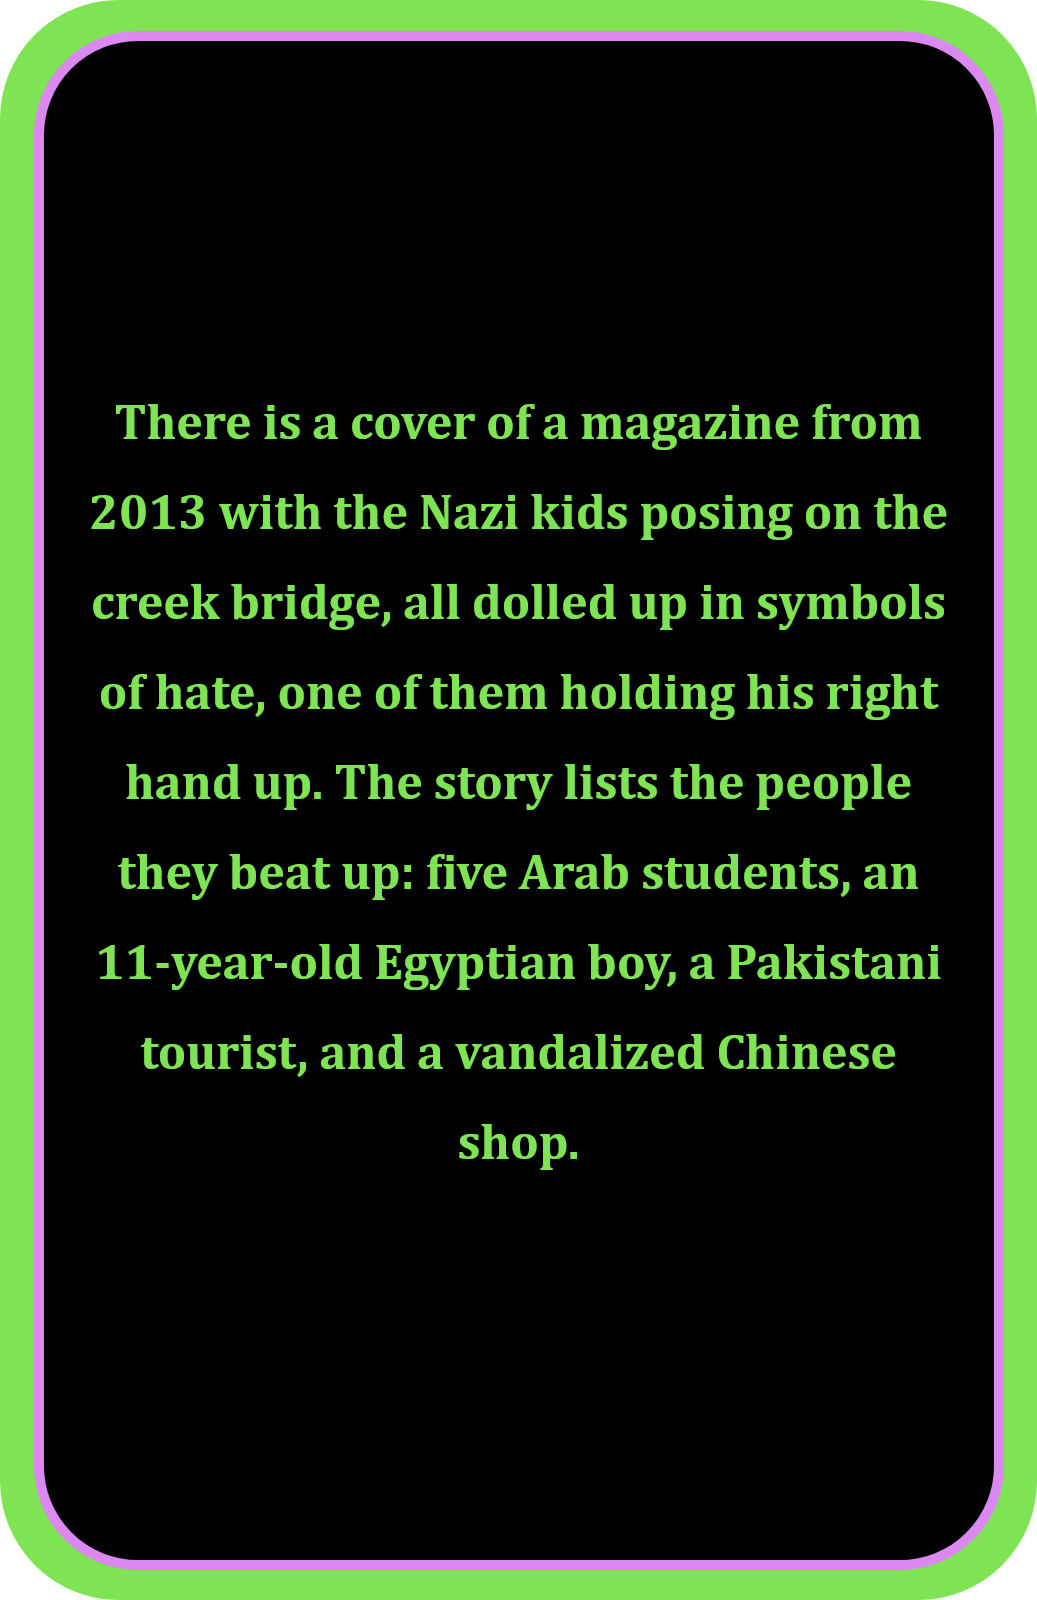 There is a cover of a magazine from
2013 with the Nazi kids posing on the
creek bridge, all dolled up in symbols
of hate, one of them holding his right
hand up. The story lists the people
they beat up: five Arab students, an
11-year-old Egyptian boy, a Pakistani
tourist, and a vandalized Chinese
shop.